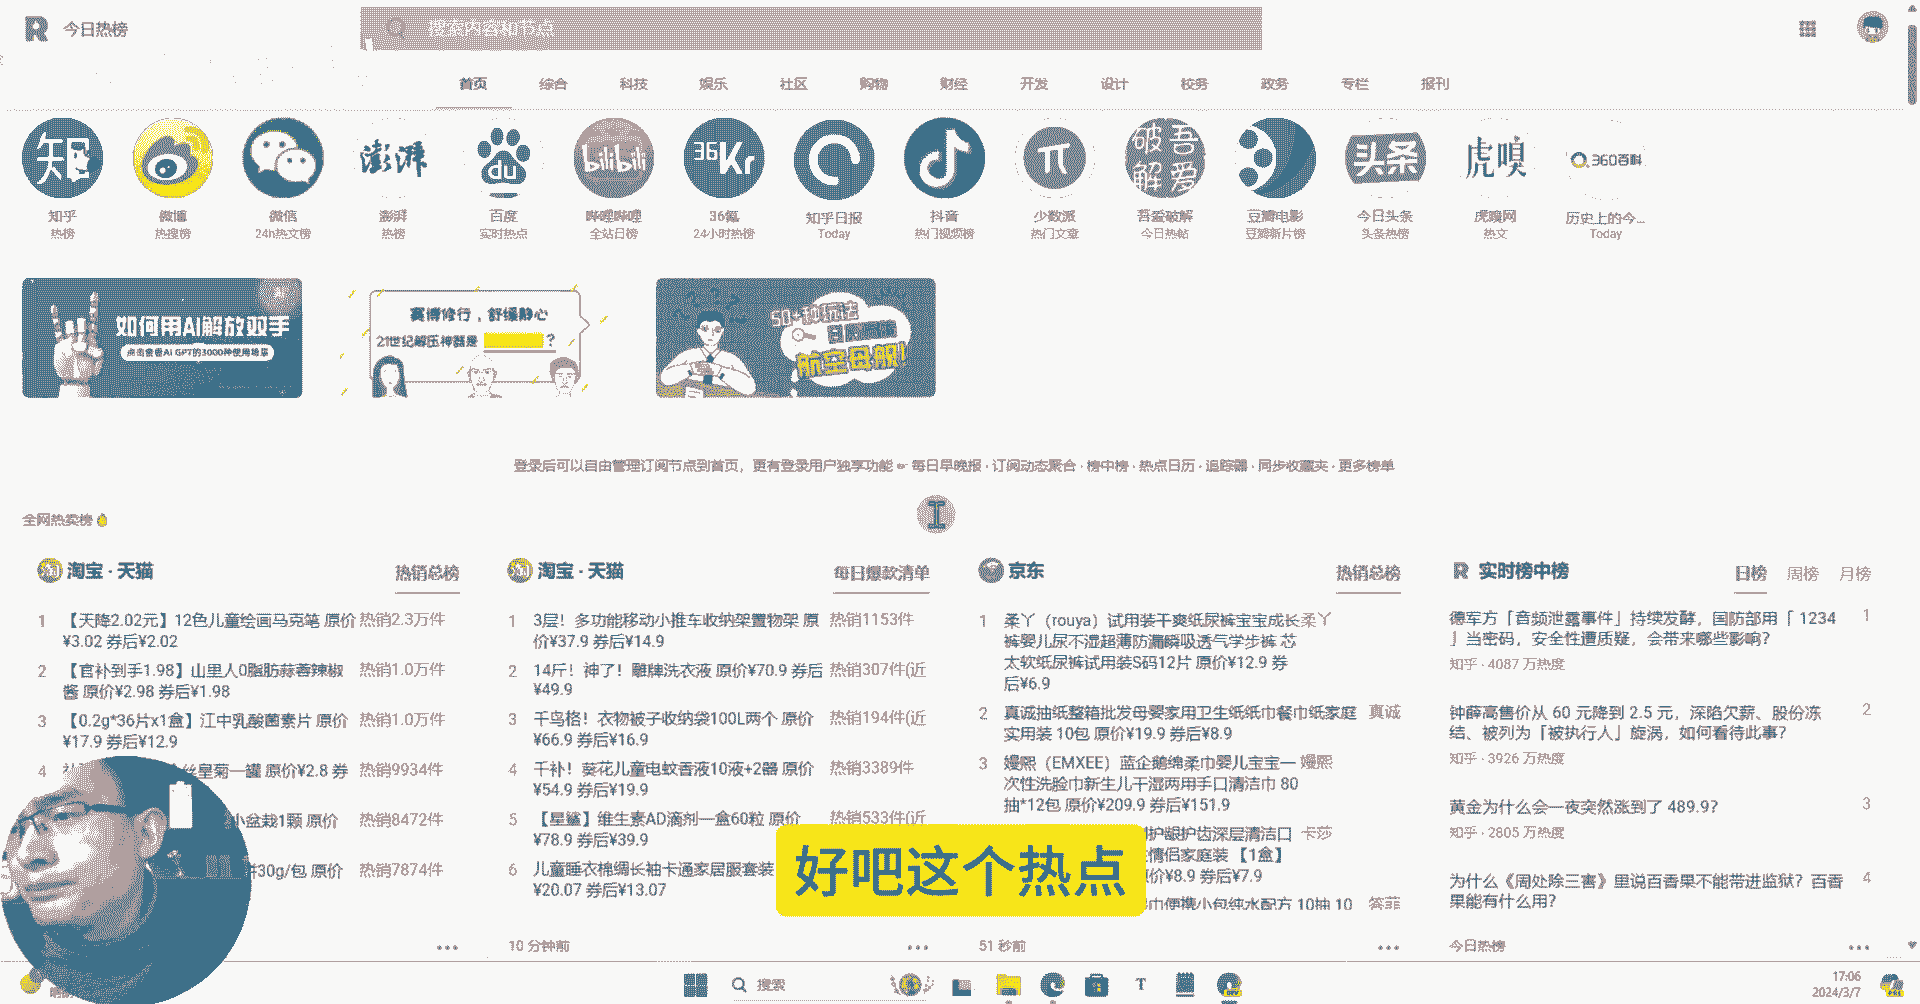 今日热榜
搜索内容和节点
首页 综合 科技 娱乐 社区 购物 财经 开发 设计 校务 政务 专栏 报刊
知 澎湃 du bilibili 36Kr π 破吾解爱 头条 虎嗅 360百科
知乎 微博 微信 澎湃 百度 哔哩哔哩 36氪 知乎日报 抖音 少数派 吾爱破解 豆瓣电影 今日头条 虎嗅网 历史上的今...
热榜 热搜榜 24h热文榜 热榜 实时热点 全站日榜 24小时热榜 Today 热门视频榜 热门文章 今日热帖 豆瓣新片榜 头条热榜 热文 Today
如何用AI解放双手
点击查看AI GPT的3000种使用场景
赛博修行，舒缓静心
21世纪解压神器是 ？
50+种玩法
航空母舰!
登录后可以自由管理订阅节点到首页，更有登录用户独享功能 每日早晚报 · 订阅动态聚合 · 榜中榜 · 热点日历 · 追踪器 · 同步收藏夹 · 更多榜单
全网热卖榜
淘宝 · 天猫 热销总榜
1 【天降2.02元】12色儿童绘画马克笔 原价 热销2.3万件
¥3.02 券后¥2.02
2 【官补到手1.98】山里人0脂肪蒜蓉辣椒 热销1.0万件
酱 原价¥2.98 券后¥1.98
3 【0.2g*36片x1盒】江中乳酸菌素片 原价 热销1.0万件
¥17.9 券后¥12.9
4 丝皇菊一罐 原价¥2.8 券 热销9934件
小盆栽1颗 原价 热销8472件
30g/包 原价 热销7874件
淘宝 · 天猫 每日爆款清单
1 3层！多功能移动小推车收纳架置物架 原 热销1153件
价¥37.9 券后¥14.9
2 14斤！神了！雕牌洗衣液 原价¥70.9 券后 热销307件(近
¥49.9
3 千鸟格！衣物被子收纳袋100L两个 原价 热销194件(近
¥66.9 券后¥16.9
4 千补！葵花儿童电蚊香液10液+2器 原价 热销3389件
¥54.9 券后¥19.9
5 【星鲨】维生素AD滴剂一盒60粒 原价 热销533件(近
¥78.9 券后¥39.9
6 儿童睡衣棉绸长袖卡通家居服套装
¥20.07 券后¥13.07
10 分钟前
京东 热销总榜
1 柔丫（rouya）试用装干爽纸尿裤宝宝成长 柔丫
裤婴儿尿不湿超薄防漏瞬吸透气学步裤 芯
太软纸尿裤试用装S码12片 原价¥12.9 券
后¥6.9
2 真诚抽纸整箱批发母婴家用卫生纸纸巾餐巾纸家庭 真诚
实用装 10包 原价¥19.9 券后¥8.9
3 嫚熙（EMXEE）蓝企鹅绵柔巾婴儿宝宝一 嫚熙
次性洗脸巾新生儿干湿两用手口清洁巾 80
抽*12包 原价¥209.9 券后¥151.9
护龈护齿深层清洁口 卡莎
情侣家庭装 【1盒】
价¥8.9 券后¥7.9
巾便携小包纯水配方 10抽 10 答菲
51 秒前
实时榜中榜 日榜 周榜 月榜
德军方「音频泄露事件」持续发酵，国防部用「 1234 1
」当密码，安全性遭质疑，会带来哪些影响？
知乎 · 4087 万热度
钟薛高售价从 60 元降到 2.5 元，深陷欠薪、股份冻 2
结、被列为「被执行人」旋涡，如何看待此事？
知乎 · 3926 万热度
黄金为什么会一夜突然涨到了 489.9？ 3
知乎 · 2805 万热度
为什么《周处除三害》里说百香果不能带进监狱？百香 4
果能有什么用？
今日热榜
好吧这个热点
搜索
17:06
2024/3/7